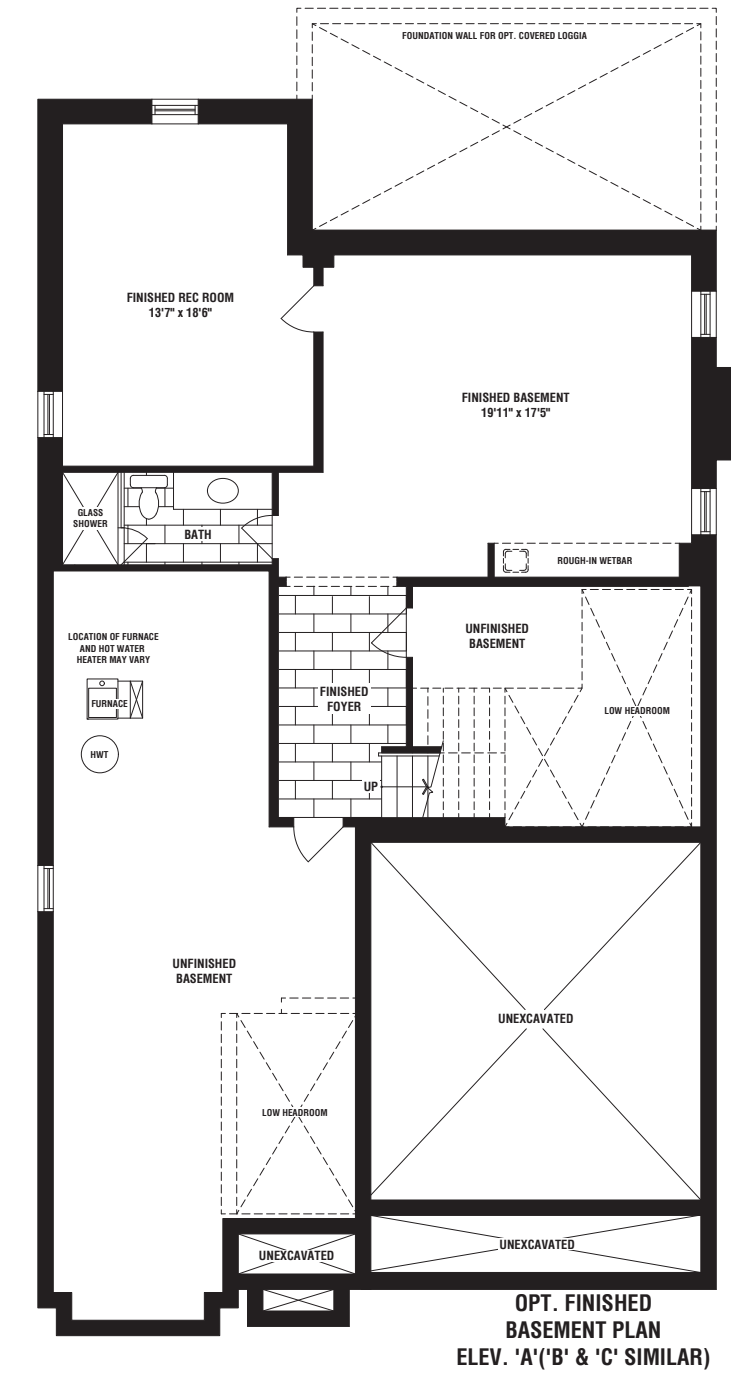 FOUNDATION WALL FOR OPT. COVERED LOGGIA
FINISHED REC ROOM
13'7" x 18'6"
FINISHED BASEMENT
19'11" x 17'5"
GLASS
SHOWER
BATH
ROUGH-IN WETBAR
LOCATION OF FURNACE
AND HOT WATER
HEATER MAY VARY
FURNACE
HWT
FINISHED
FOYER
UNFINISHED
BASEMENT
LOW HEADROOM
UP
UNFINISHED
BASEMENT
LOW HEADROOM
UNEXCAVATED
UNEXCAVATED
UNEXCAVATED
OPT. FINISHED
BASEMENT PLAN
ELEV. 'A'('B' & 'C' SIMILAR)